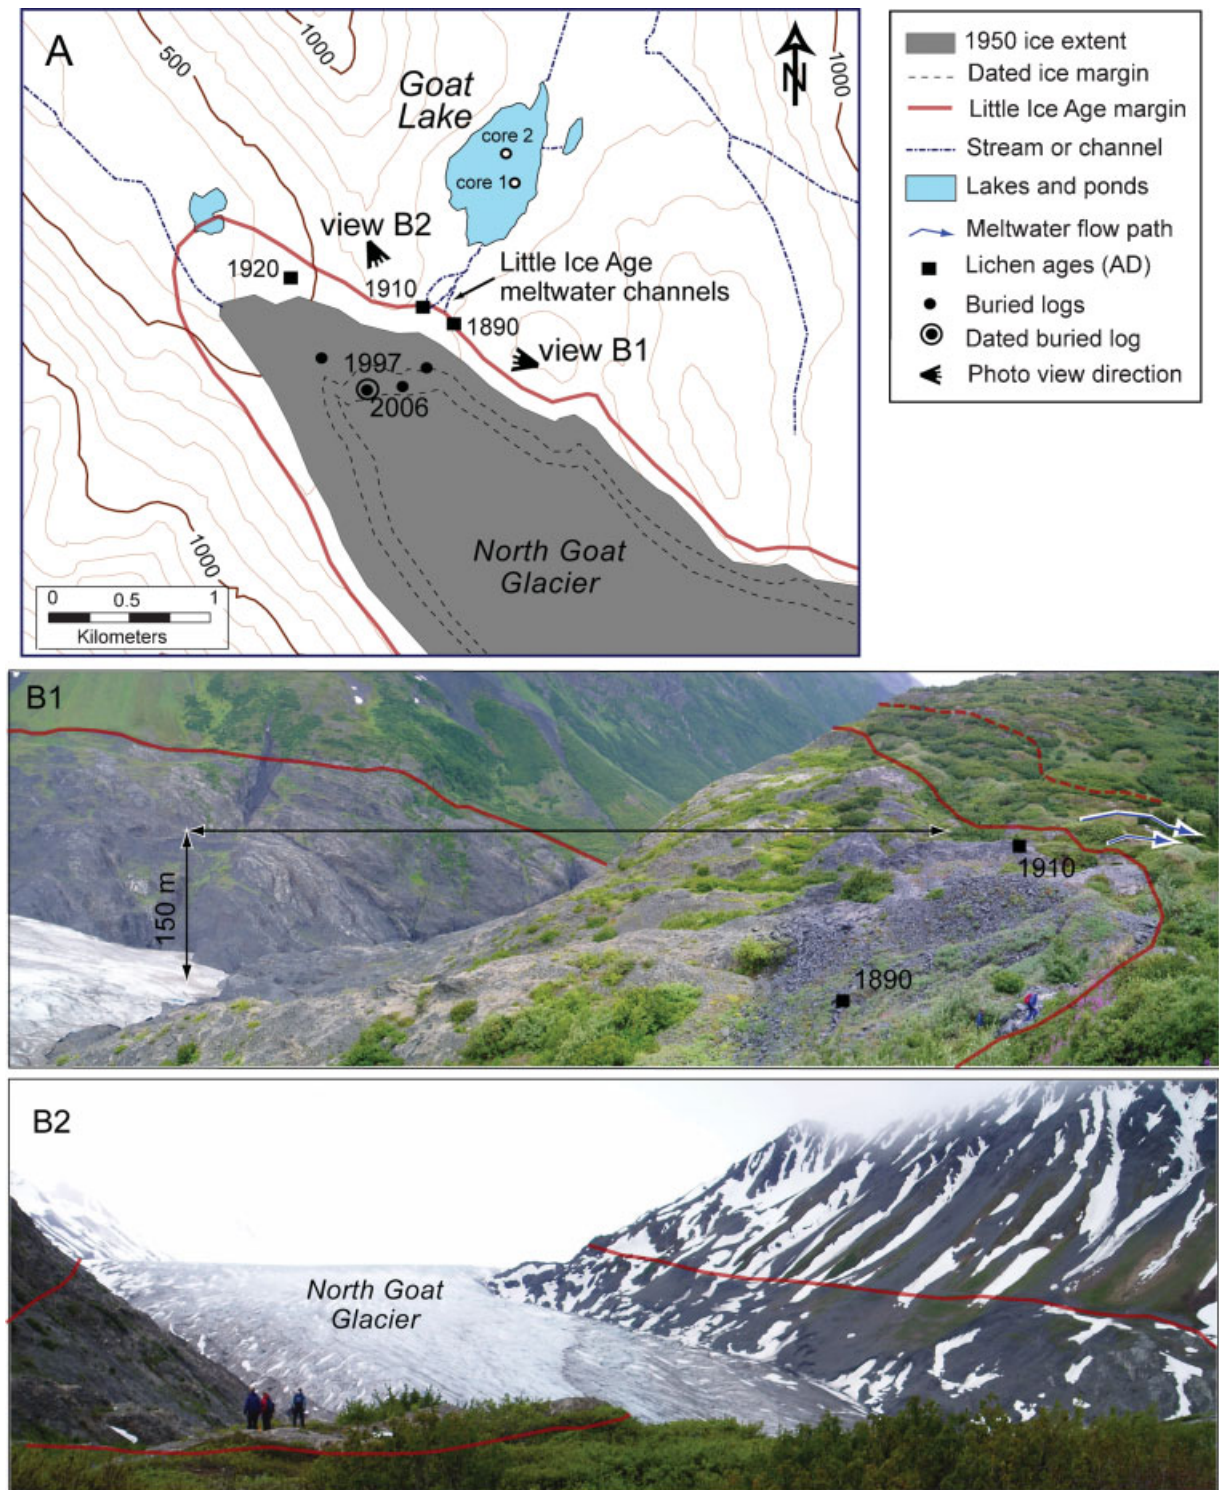 A
1000
500
1000
Goat
Lake
core 2
core 1
N
view B2
1920
1910
Little Ice Age
meltwater channels
1890
view B1
1997
2006
North Goat
Glacier
1000
0 0.5 1
Kilometers
1950 ice extent
Dated ice margin
Little Ice Age margin
Stream or channel
Lakes and ponds
Meltwater flow path
Lichen ages (AD)
Buried logs
Dated buried log
Photo view direction
B1
150 m
1910
1890
B2
North Goat
Glacier